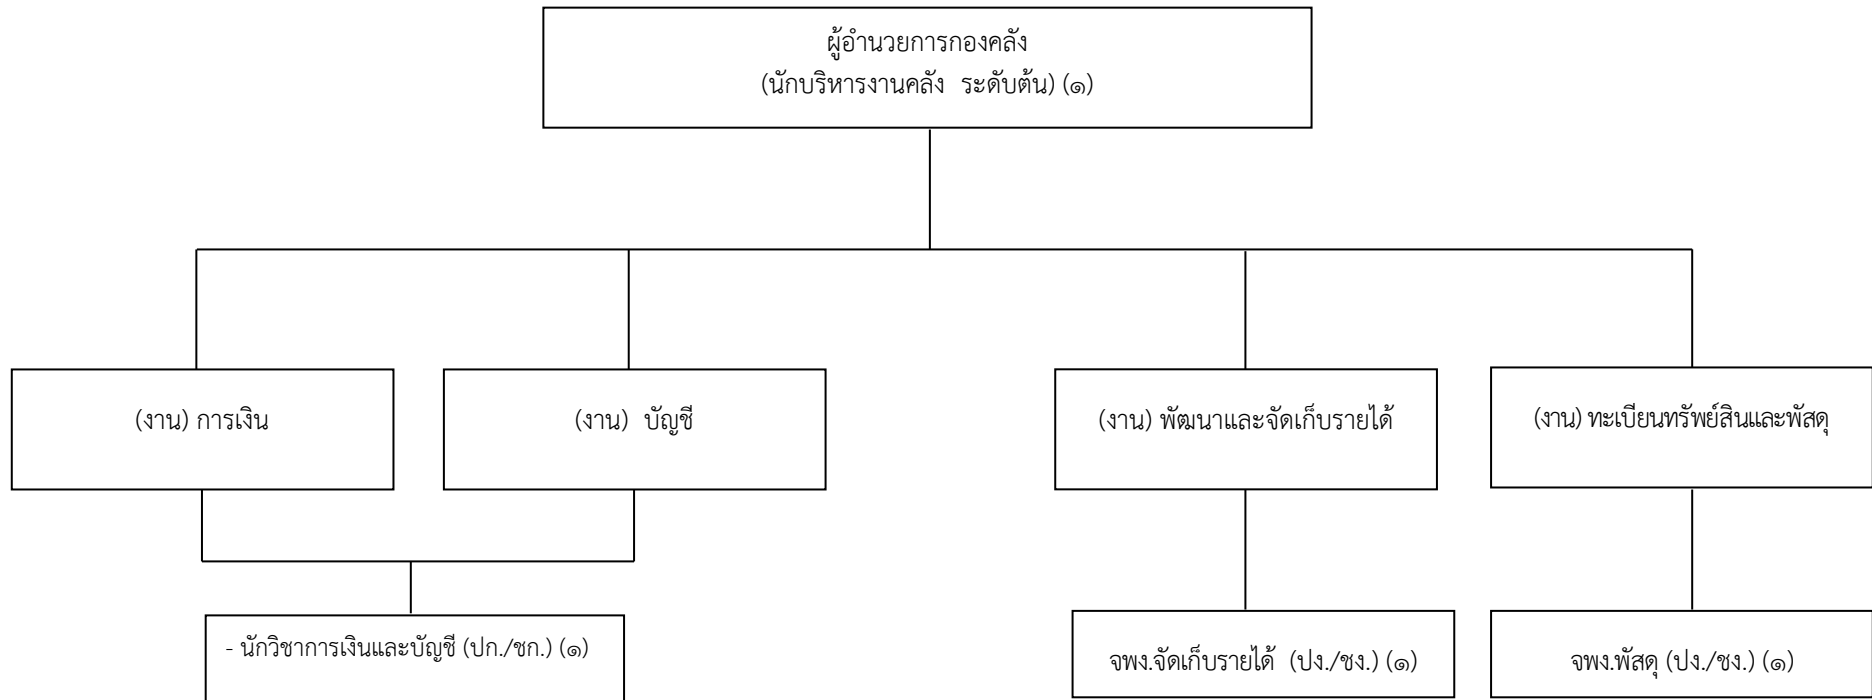 ผู้อำนวยการกองคลัง
(นักบริหารงานคลัง ระดับต้น) (๑)
(งาน) การเงิน
(งาน) บัญชี
(งาน) พัฒนาและจัดเก็บรายได้
(งาน) ทะเบียนทรัพย์สินและพัสดุ
- นักวิชาการเงินและบัญชี (ปก./ชก.) (๑)
จพง.จัดเก็บรายได้ (ปง./ชง.) (๑)
จพง.พัสดุ (ปง./ชง.) (๑)